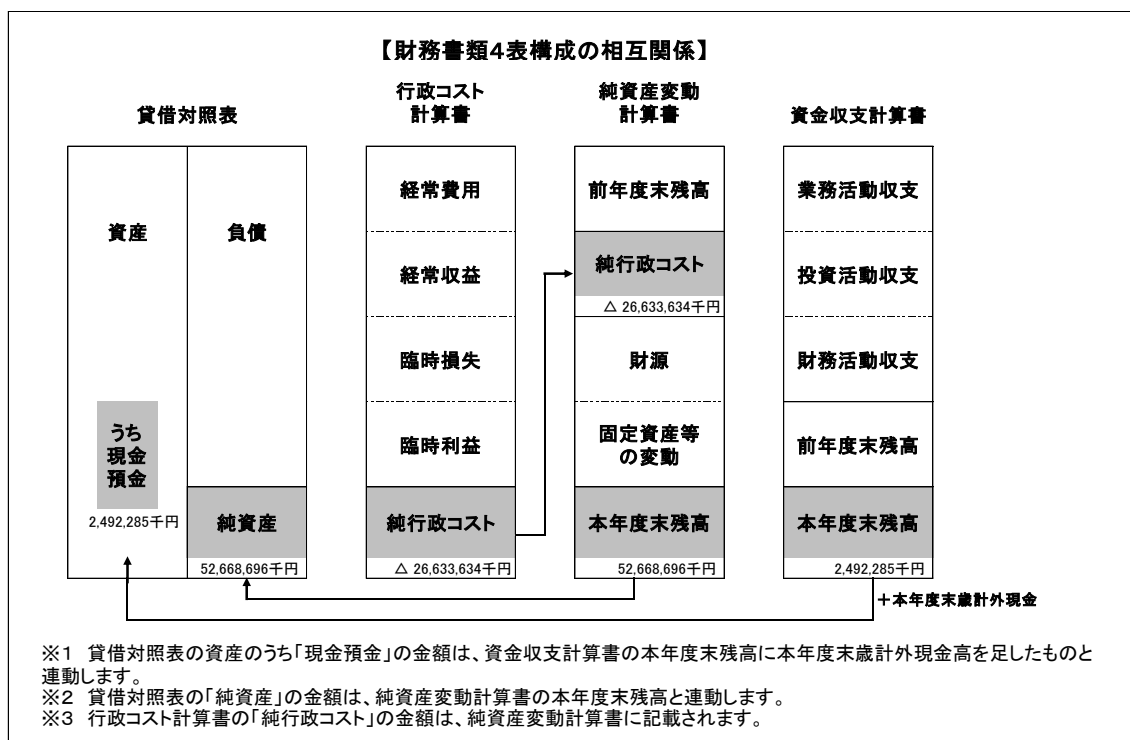 【財務書類4表構成の相互関係】
貸借対照表
行政コスト
計算書
純資産変動
計算書
資金収支計算書
資産
負債
うち
現金
預金
2,492,285千円
純資産
52,668,696千円
経常費用
経常収益
臨時損失
臨時利益
純行政コスト
△ 26,633,634千円
前年度末残高
純行政コスト
△ 26,633,634千円
財源
固定資産等
の変動
本年度末残高
52,668,696千円
業務活動収支
投資活動収支
財務活動収支
前年度末残高
本年度末残高
2,492,285千円
＋本年度末歳計外現金
※1 貸借対照表の資産のうち「現金預金」の金額は、資金収支計算書の本年度末残高に本年度末歳計外現金高を足したものと
連動します。
※2 貸借対照表の「純資産」の金額は、純資産変動計算書の本年度末残高と連動します。
※3 行政コスト計算書の「純行政コスト」の金額は、純資産変動計算書に記載されます。